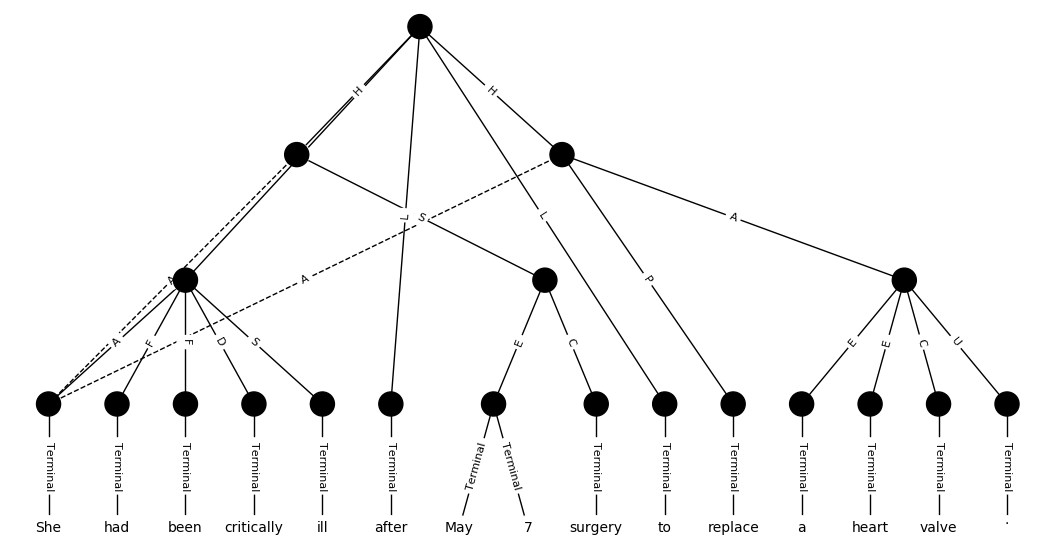 H H
L S L A
A A P
A F F D S E C E E C U
Terminal Terminal Terminal Terminal Terminal Terminal Terminal Terminal Terminal Terminal Terminal Terminal Terminal Terminal Terminal
She had been critically ill after May 7 surgery to replace a heart valve .